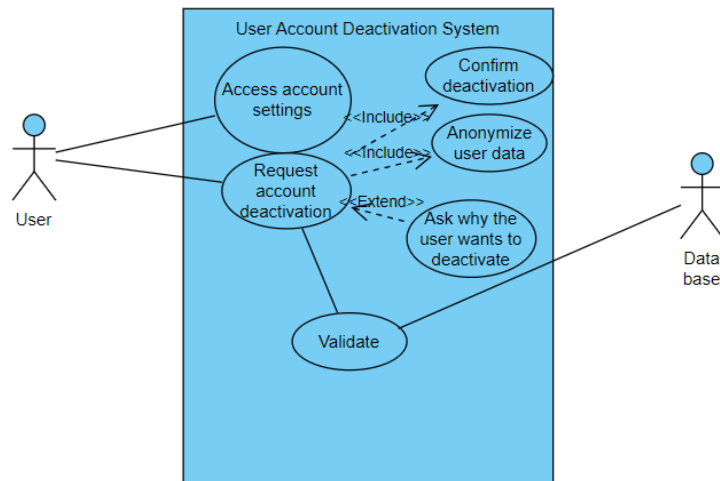 User Account Deactivation System
Access account
settings
Confirm
deactivation
<<Include>>
Anonymize
user data
<<Include>>
Request
account
deactivation
<<Extend>>
Ask why the
user wants to
deactivate
User
Data
base
Validate